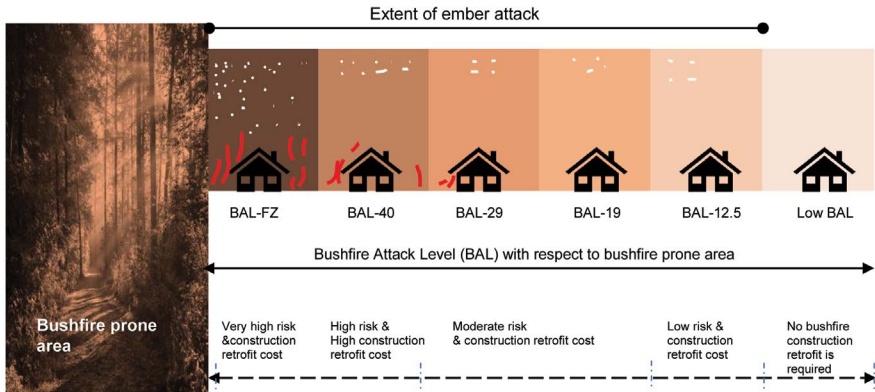 Extent of ember attack
BAL-FZ
BAL-40
BAL-29
BAL-19
BAL-12.5
Low BAL
Bushfire Attack Level (BAL) with respect to bushfire prone area
Bushfire prone
area
Very high risk
&construction
retrofit cost
High risk &
High construction
retrofit cost
Moderate risk
& construction retrofit cost
Low risk &
construction
retrofit cost
No bushfire
construction
retrofit is
required